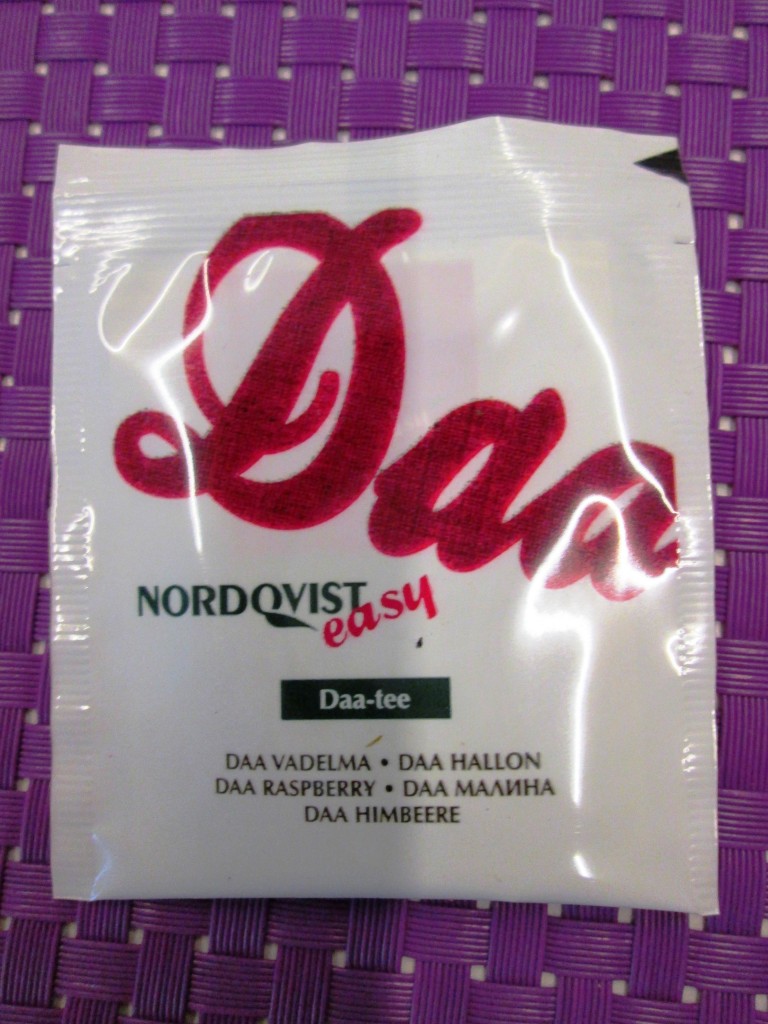 Daa
NORDQVIST
easy
Daa-tee
DAA VADELMA • DAA HALLON
DAA RASPBERRY • DAA МАЛИНА
DAA HIMBEERE